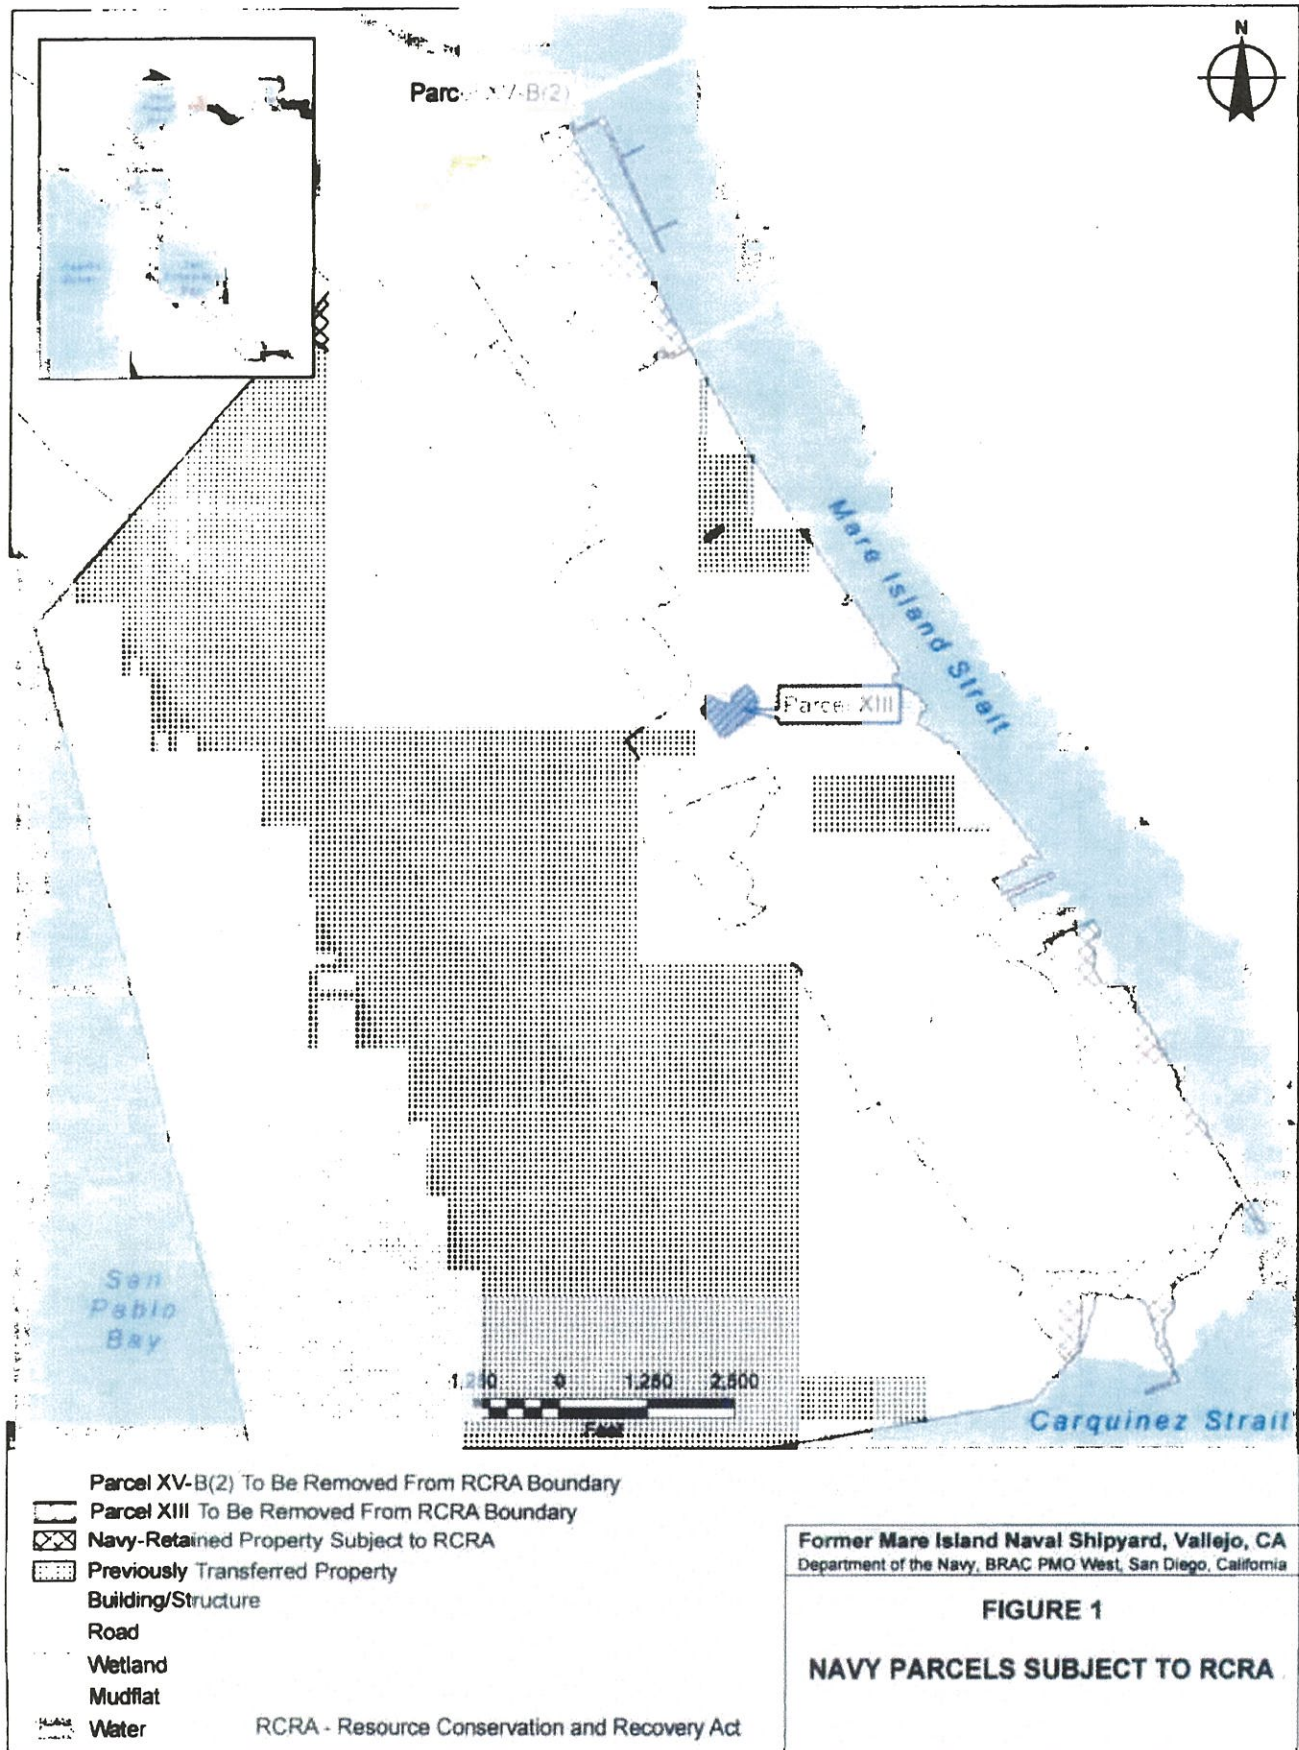 N
Parc XV-B(2)
Mare Island Strait
Parce XIII
San
Pablo
Bay
1,250 0 1,250 2,500
Feet
Carquinez Strait
Parcel XV-B(2) To Be Removed From RCRA Boundary
Parcel XIII To Be Removed From RCRA Boundary
Navy-Retained Property Subject to RCRA
Previously Transferred Property
Building/Structure
Road
Wetland
Mudflat
Water
RCRA - Resource Conservation and Recovery Act
Former Mare Island Naval Shipyard, Vallejo, CA
Department of the Navy, BRAC PMO West, San Diego, California
FIGURE 1
NAVY PARCELS SUBJECT TO RCRA